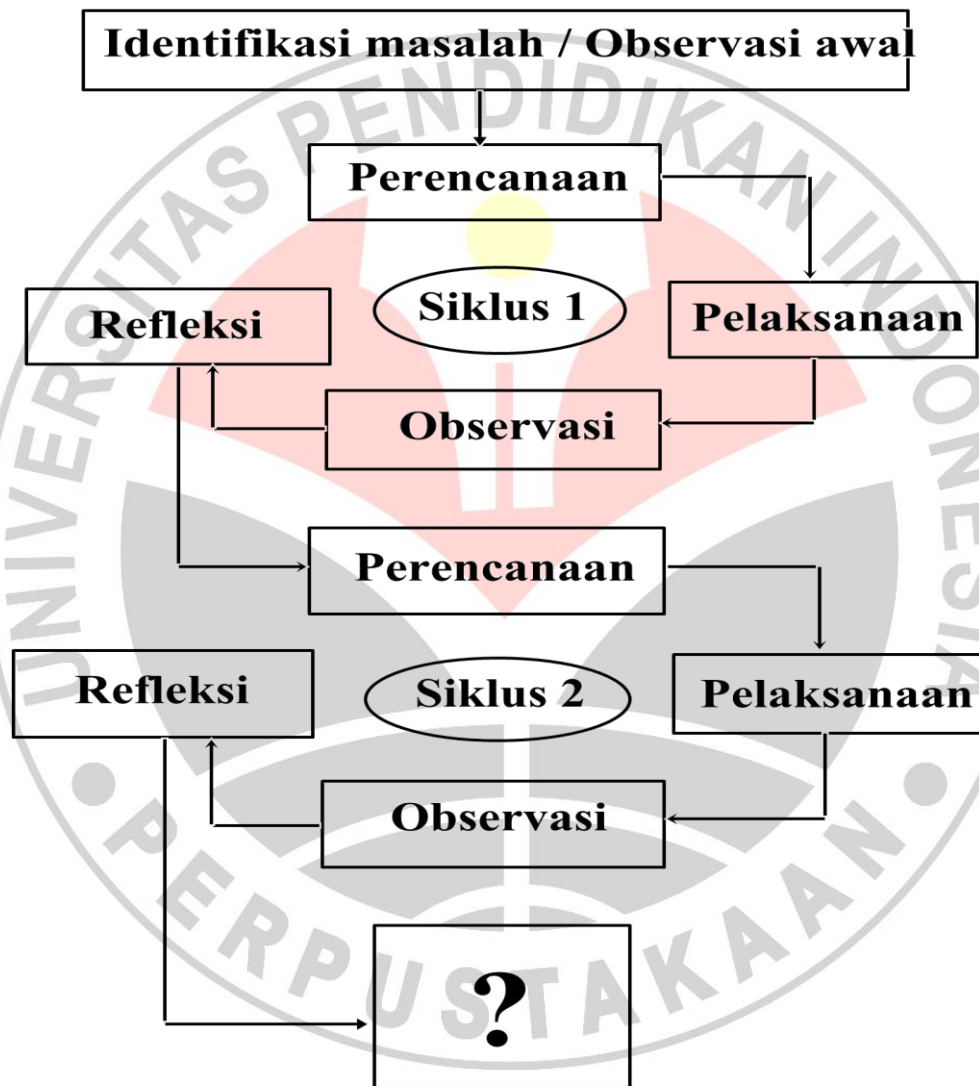 Identifikasi masalah / Observasi awal
Perencanaan
Siklus 1
Refleksi
Pelaksanaan
Observasi
Perencanaan
Siklus 2
Refleksi
Pelaksanaan
Observasi
?
UNIVERSITAS PENDIDIKAN INDONESIA
PERPUSTAKAAN